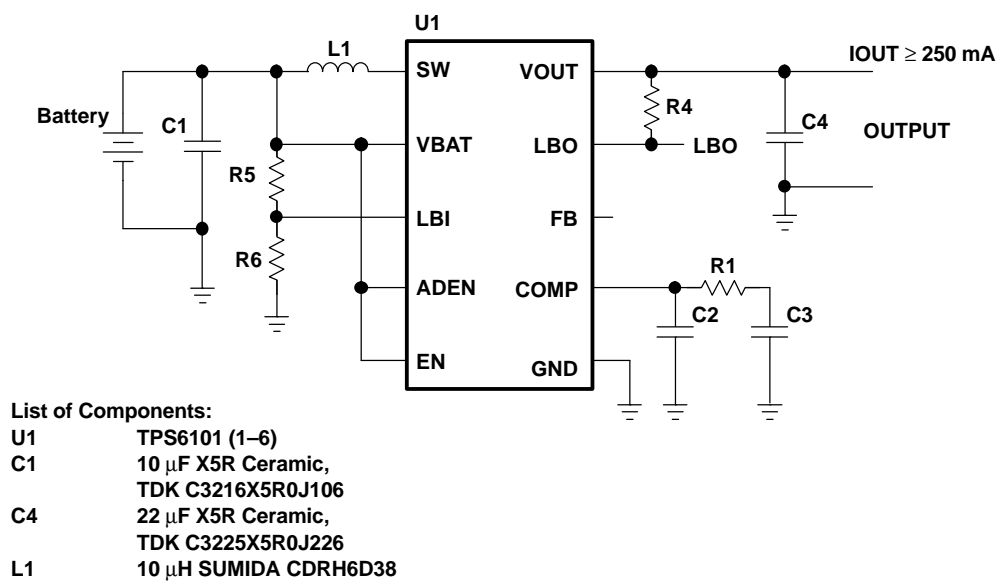 U1
L1
SW
VOUT
IOUT ≥ 250 mA
R4
Battery
C1
C4
OUTPUT
VBAT
LBO
LBO
R5
LBI
FB
R6
R1
ADEN
COMP
C2
C3
EN
GND
List of Components:
U1 TPS6101 (1–6)
C1 10 μF X5R Ceramic,
TDK C3216X5R0J106
C4 22 μF X5R Ceramic,
TDK C3225X5R0J226
L1 10 μH SUMIDA CDRH6D38